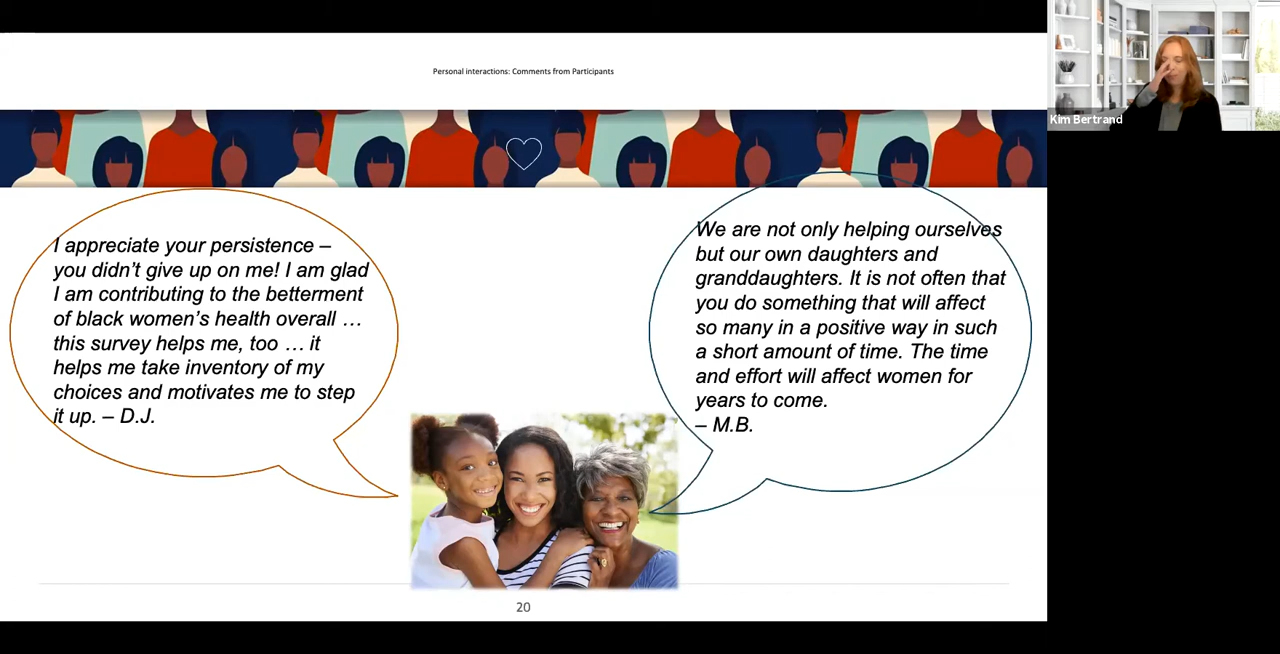 Personal interactions: Comments from Participants
Kim Bertrand
I appreciate your persistence –
you didn't give up on me! I am glad
I am contributing to the betterment
of black women's health overall …
this survey helps me, too … it
helps me take inventory of my
choices and motivates me to step
it up. – D.J.
We are not only helping ourselves
but our own daughters and
granddaughters. It is not often that
you do something that will affect
so many in a positive way in such
a short amount of time. The time
and effort will affect women for
years to come.
– M.B.
20